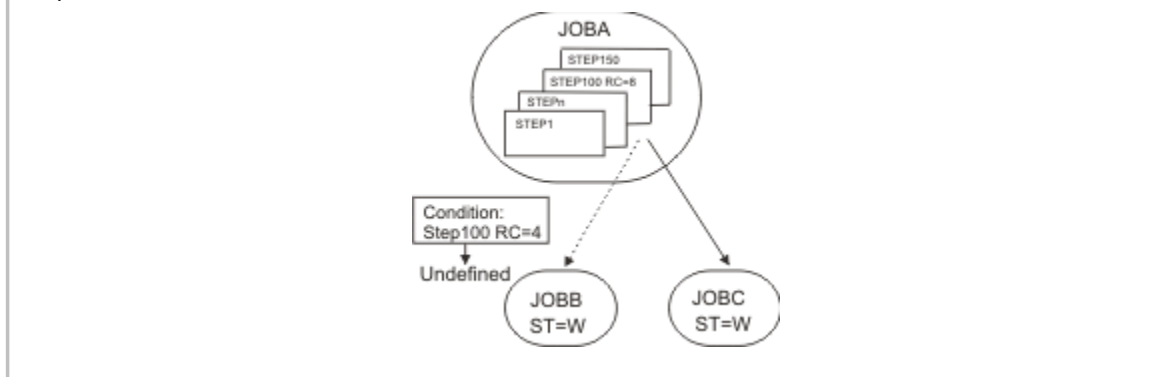 JOBA
STEP150
STEP100 RC=8
STEPn
STEP1
Condition:
Step100 RC=4
Undefined
JOBB
ST=W
JOBC
ST=W